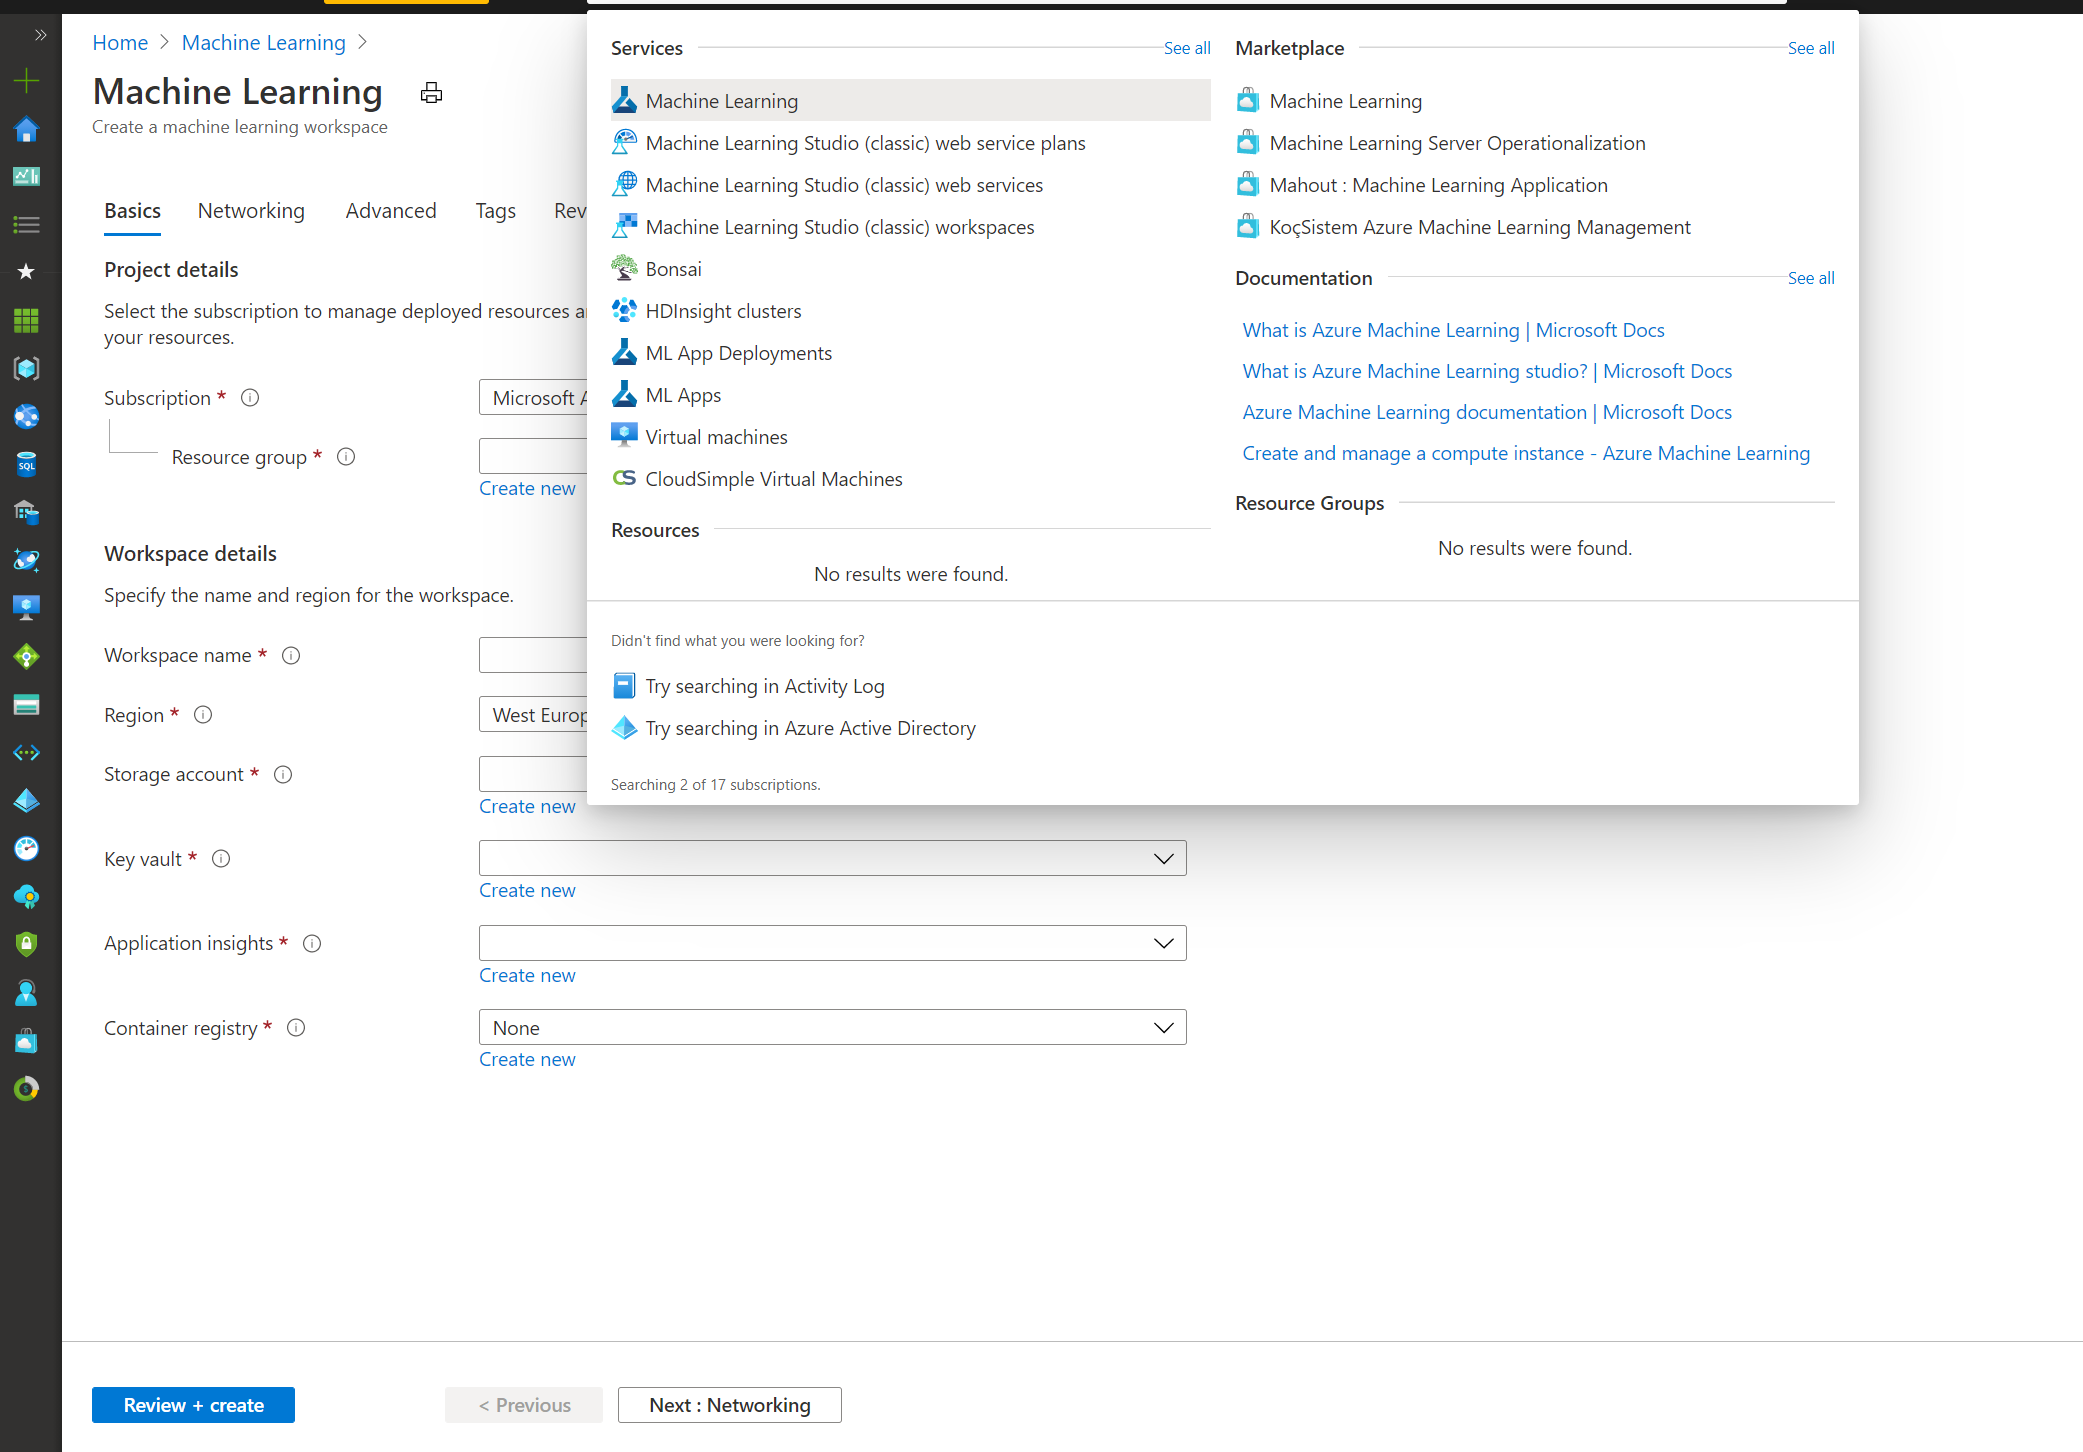 Home > Machine Learning >
Machine Learning
Create a machine learning workspace
Basics Networking Advanced Tags Rev
Project details
Select the subscription to manage deployed resources a
your resources.
Subscription *
Microsoft A
Resource group *
Create new
Workspace details
Specify the name and region for the workspace.
Workspace name *
Region *
West Europ
Storage account *
Create new
Key vault *
Create new
Application insights *
Create new
Container registry *
None
Create new
Review + create
< Previous
Next : Networking
Services
See all
Machine Learning
Machine Learning Studio (classic) web service plans
Machine Learning Studio (classic) web services
Machine Learning Studio (classic) workspaces
Bonsai
HDInsight clusters
ML App Deployments
ML Apps
Virtual machines
CS CloudSimple Virtual Machines
Resources
No results were found.
Marketplace
See all
Machine Learning
Machine Learning Server Operationalization
Mahout : Machine Learning Application
KoçSistem Azure Machine Learning Management
Documentation
See all
What is Azure Machine Learning | Microsoft Docs
What is Azure Machine Learning studio? | Microsoft Docs
Azure Machine Learning documentation | Microsoft Docs
Create and manage a compute instance - Azure Machine Learning
Resource Groups
No results were found.
Didn't find what you were looking for?
Try searching in Activity Log
Try searching in Azure Active Directory
Searching 2 of 17 subscriptions.
SQL